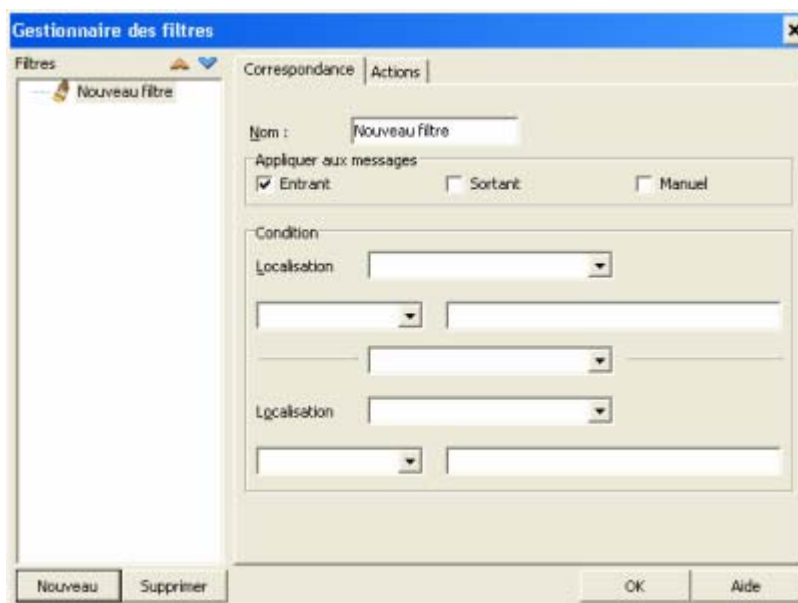 Gestionnaire des filtres
Filtres
Nouveau filtre
Correspondance Actions
Nom : Nouveau filtre
Appliquer aux messages
Entrant Sortant Manuel
Condition
Localisation
Localisation
Nouveau Supprimer OK Aide